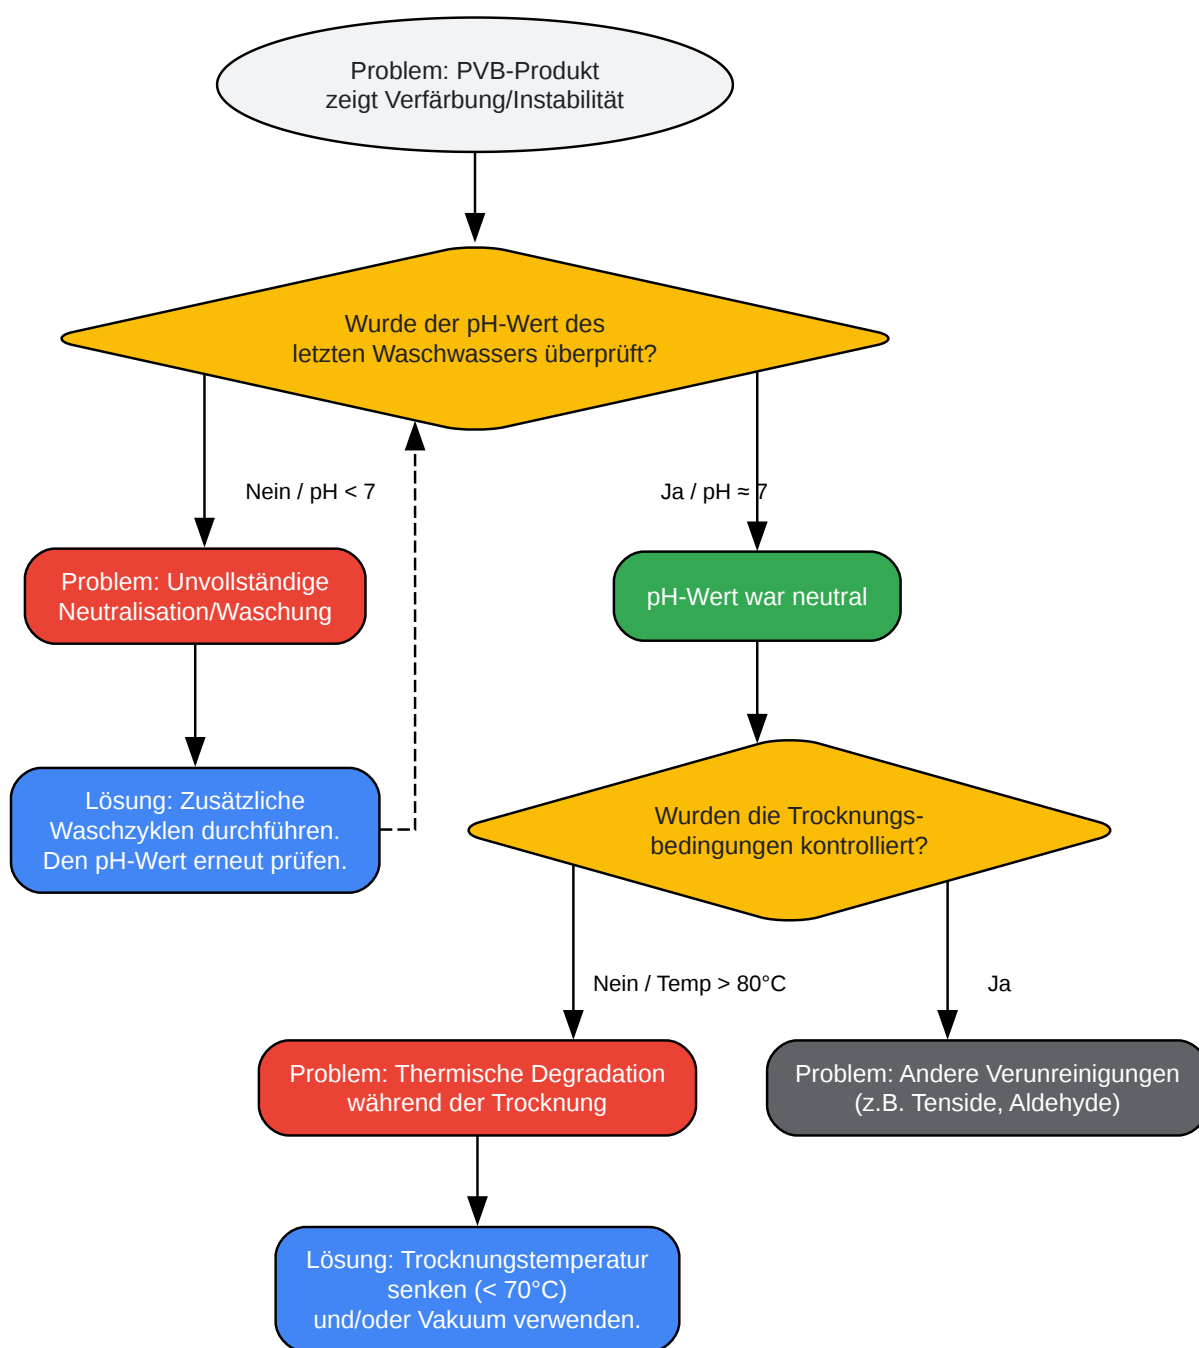 Problem: PVB-Produkt
zeigt Verfärbung/Instabilität
Wurde der pH-Wert des
letzten Waschwassers überprüft?
Nein / pH < 7
Ja / pH ≈ 7
Problem: Unvollständige
Neutralisation/Waschung
pH-Wert war neutral
Lösung: Zusätzliche
Waschzyklen durchführen.
Den pH-Wert erneut prüfen.
Wurden die Trocknungs-
bedingungen kontrolliert?
Nein / Temp > 80°C
Ja
Problem: Thermische Degradation
während der Trocknung
Problem: Andere Verunreinigungen
(z.B. Tenside, Aldehyde)
Lösung: Trocknungstemperatur
senken (< 70°C)
und/oder Vakuum verwenden.